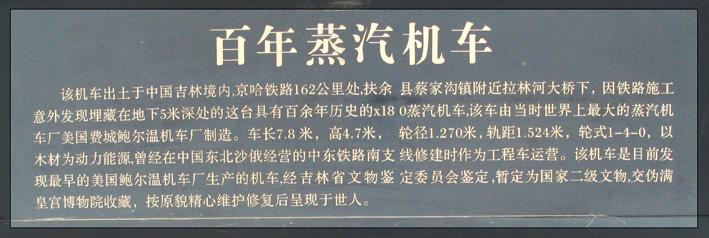 百年蒸汽机车
该机车出土于中国吉林境内,京哈铁路162公里处,扶余 县蔡家沟镇附近拉林河大桥下，因铁路施工
意外发现埋藏在地下5米深处的这台具有百余年历史的x18 0蒸汽机车,该车由当时世界上最大的蒸汽机
车厂美国费城鲍尔温机车厂制造。车长7.8米，高4.7米， 轮径1.270米,轨距1.524米，轮式1-4-0，以
木材为动力能源,曾经在中国东北沙俄经营的中东铁路南支 线修建时作为工程车运营。该机车是目前发
现最早的美国鲍尔温机车厂生产的机车,经吉林省文物鉴 定委员会鉴定,暂定为国家二级文物,交伪满
皇宫博物院收藏，按原貌精心维护修复后呈现于世人。